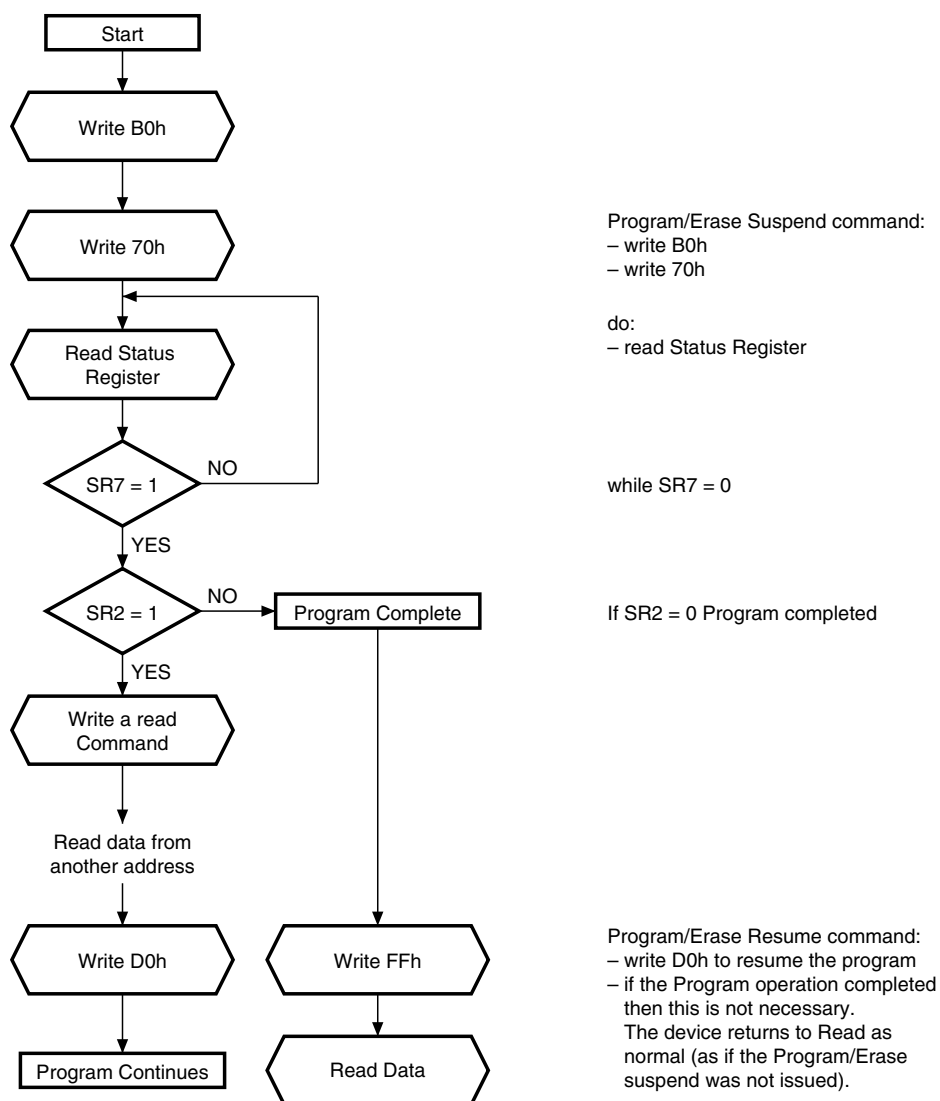 Start
Write B0h
Write 70h
Program/Erase Suspend command:
– write B0h
– write 70h
do:
– read Status Register
Read Status
Register
SR7 = 1
NO
while SR7 = 0
YES
SR2 = 1
NO
Program Complete
If SR2 = 0 Program completed
YES
Write a read
Command
Read data from
another address
Write D0h
Write FFh
Program/Erase Resume command:
– write D0h to resume the program
– if the Program operation completed
then this is not necessary.
The device returns to Read as
normal (as if the Program/Erase
suspend was not issued).
Program Continues
Read Data